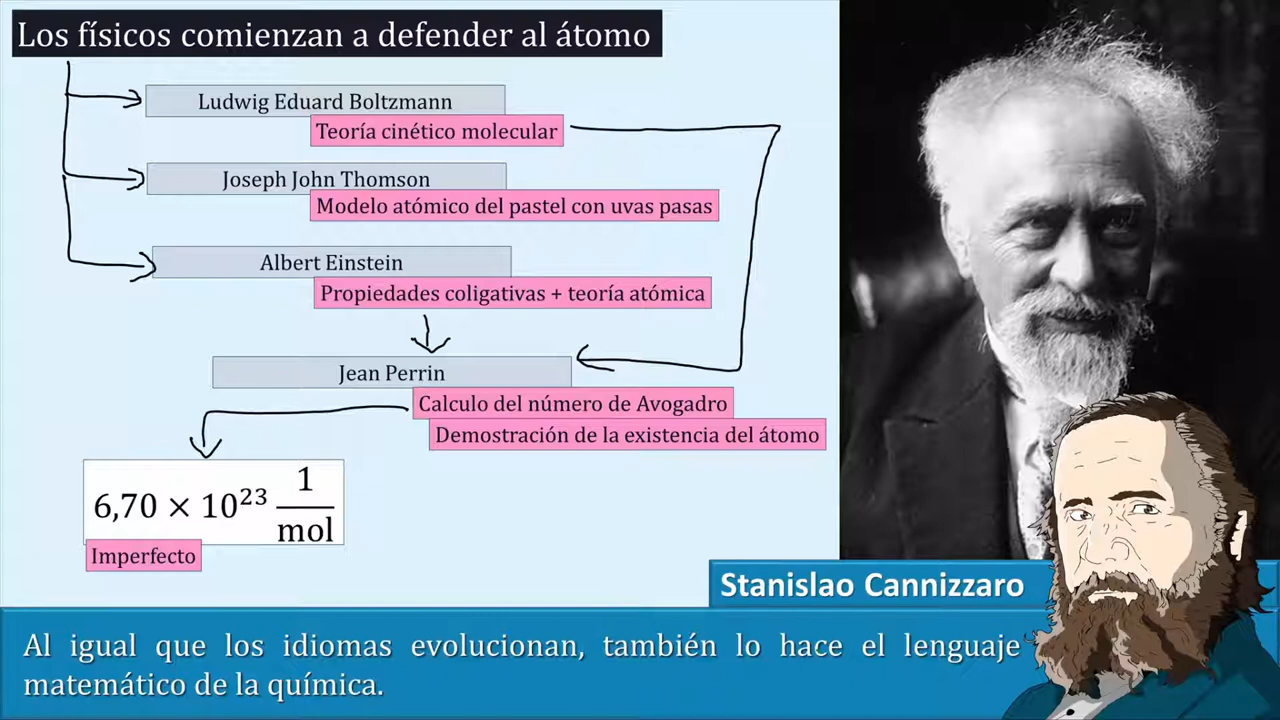 Los físicos comienzan a defender al átomo
Ludwig Eduard Boltzmann
Teoría cinético molecular
Joseph John Thomson
Modelo atómico del pastel con uvas pasas
Albert Einstein
Propiedades coligativas + teoría atómica
Jean Perrin
Calculo del número de Avogadro
Demostración de la existencia del átomo
6,70 × 10²³ 1/mol
Imperfecto
Stanislao Cannizzaro
Al igual que los idiomas evolucionan, también lo hace el lenguaje
matemático de la química.